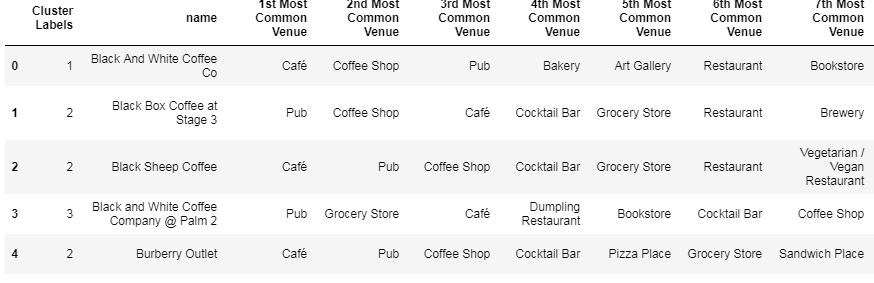 Cluster Labels name 1st Most Common Venue 2nd Most Common Venue 3rd Most Common Venue 4th Most Common Venue 5th Most Common Venue 6th Most Common Venue 7th Most Common Venue
0 1 Black And White Coffee Co Café Coffee Shop Pub Bakery Art Gallery Restaurant Bookstore
1 2 Black Box Coffee at Stage 3 Pub Coffee Shop Café Cocktail Bar Grocery Store Restaurant Brewery
2 2 Black Sheep Coffee Café Pub Coffee Shop Cocktail Bar Grocery Store Restaurant Vegetarian / Vegan Restaurant
3 3 Black and White Coffee Company @ Palm 2 Pub Grocery Store Café Dumpling Restaurant Bookstore Cocktail Bar Coffee Shop
4 2 Burberry Outlet Café Pub Coffee Shop Cocktail Bar Pizza Place Grocery Store Sandwich Place